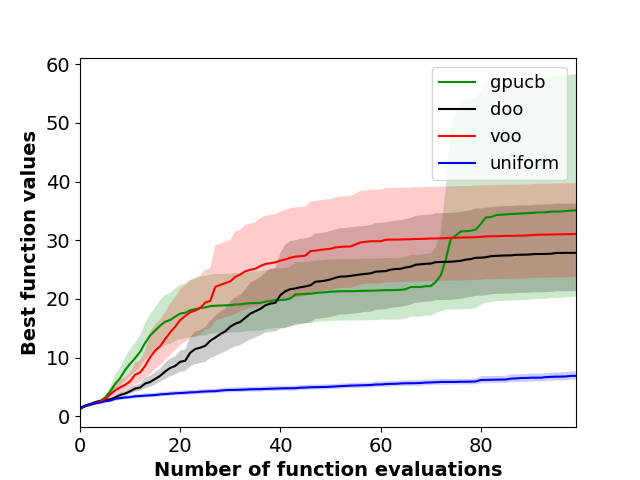 60
50
40
30
20
10
0
Best function values
gpucb
doo
voo
uniform
0
20
40
60
80
Number of function evaluations